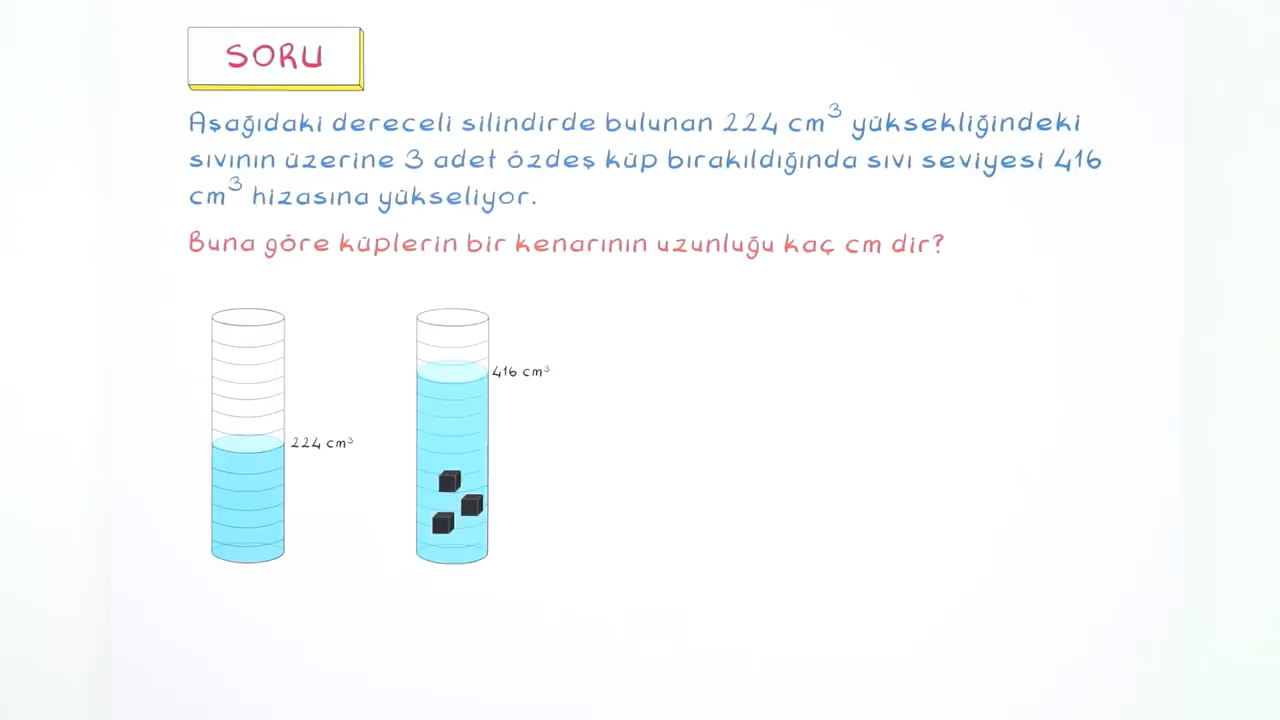 SORU
Aşağıdaki dereceli silindirde bulunan 224 cm³ yüksekliğindeki
sıvının üzerine 3 adet özdeş küp bırakıldığında sıvı seviyesi 416
cm³ hizasına yükseliyor.
Buna göre küplerin bir kenarının uzunluğu kaç cm dir?
416 cm³
224 cm³